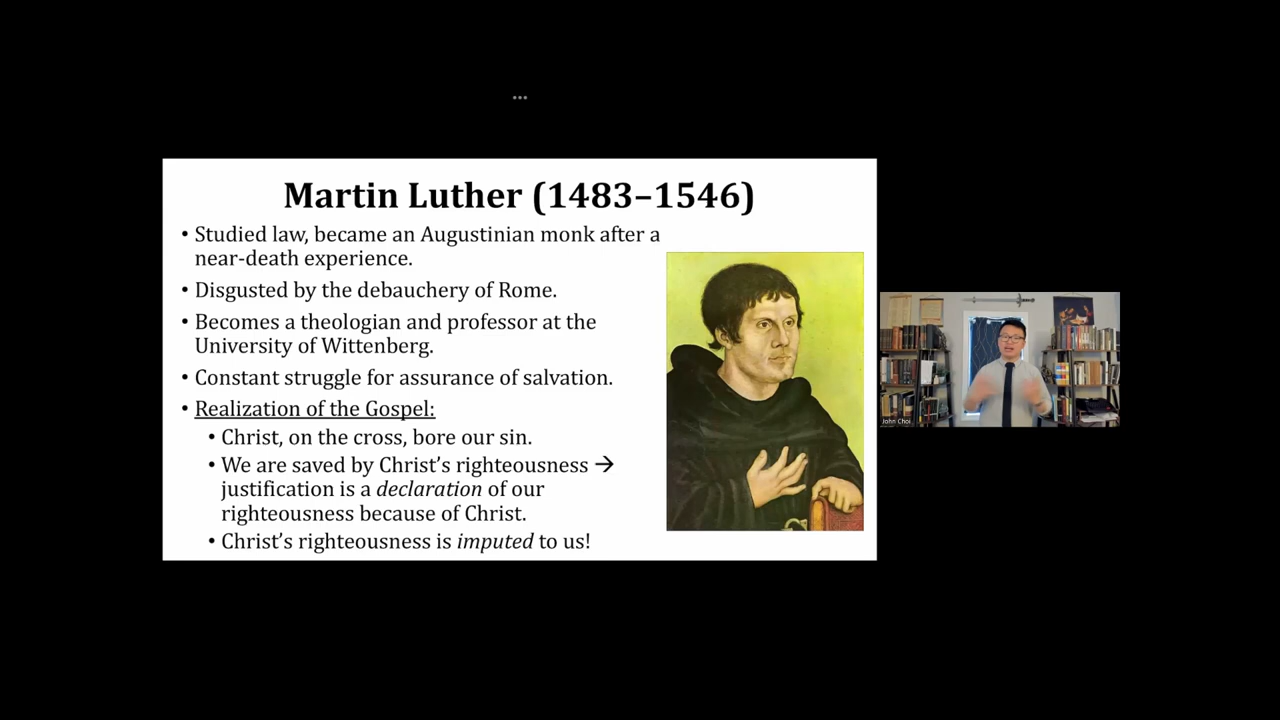 Martin Luther (1483–1546)
• Studied law, became an Augustinian monk after a
near-death experience.
• Disgusted by the debauchery of Rome.
• Becomes a theologian and professor at the
University of Wittenberg.
• Constant struggle for assurance of salvation.
• Realization of the Gospel:
• Christ, on the cross, bore our sin.
• We are saved by Christ’s righteousness →
justification is a declaration of our
righteousness because of Christ.
• Christ’s righteousness is imputed to us!
John Choi